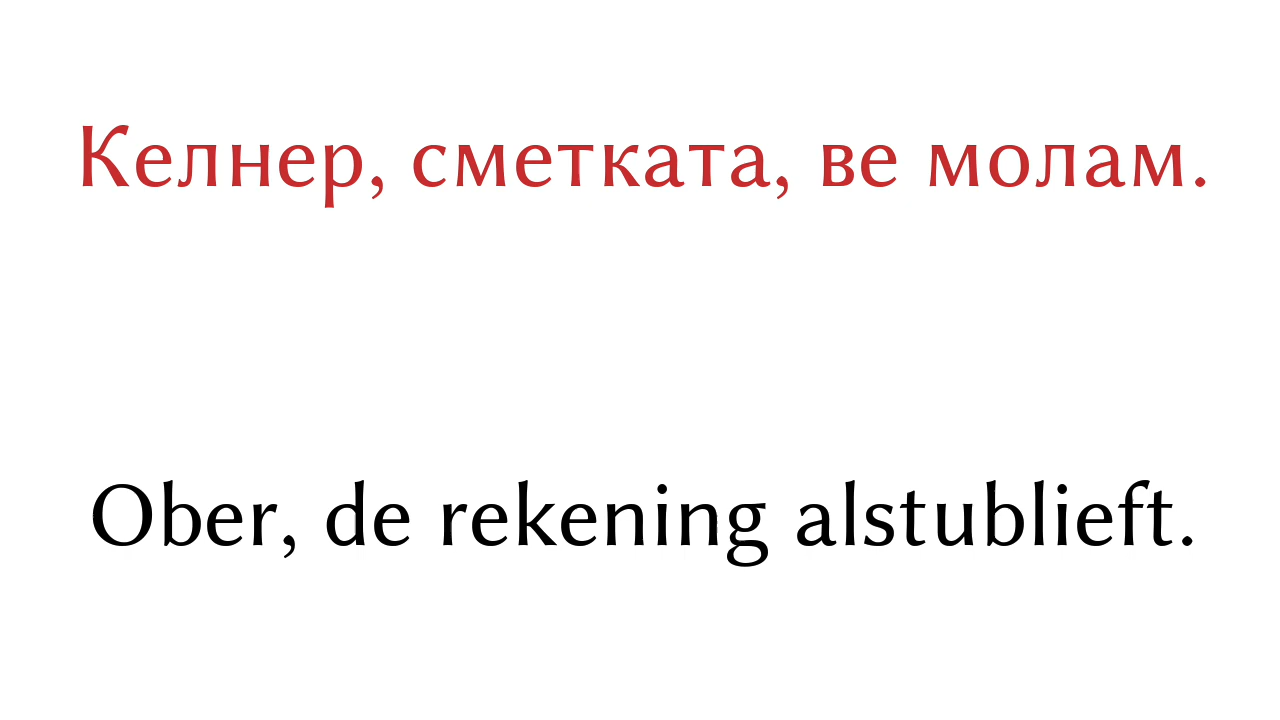 Келнер, сметката, ве молам.
Ober, de rekening alstublieft.